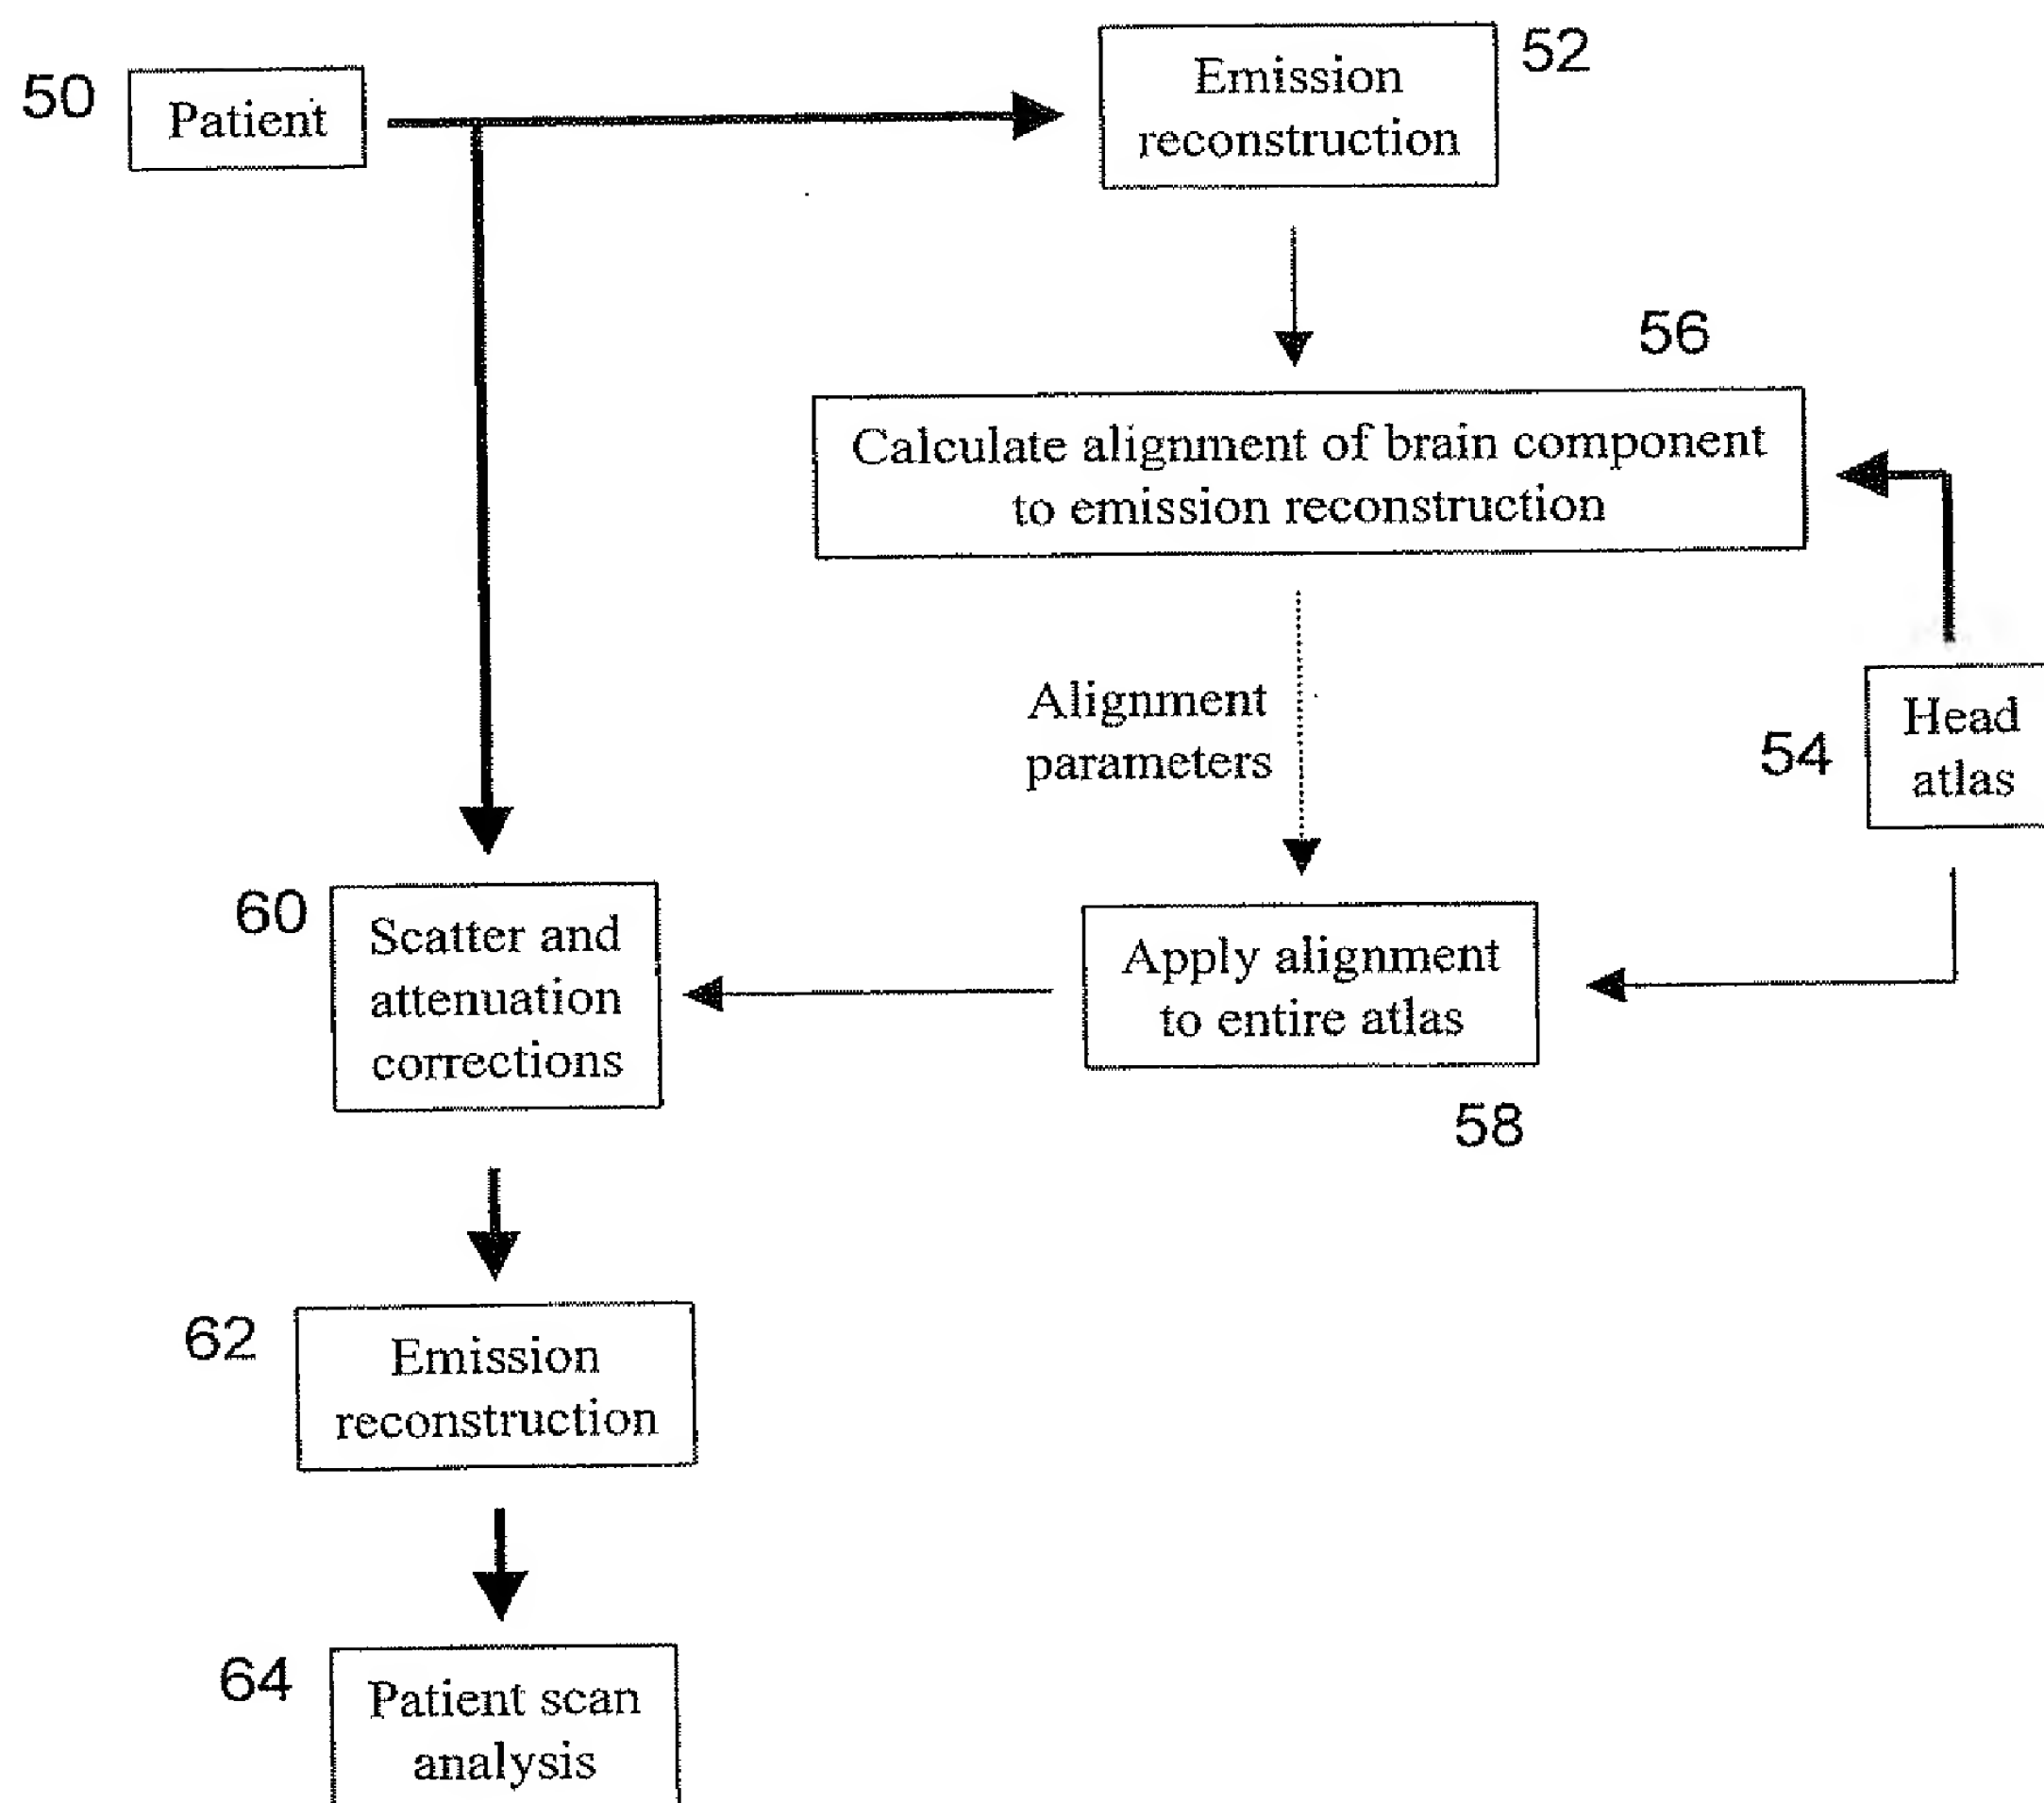 50
Patient
Emission
reconstruction
52
56
Calculate alignment of brain component
to emission reconstruction
Alignment
parameters
54
Head
atlas
60
Scatter and
attenuation
corrections
Apply alignment
to entire atlas
58
62
Emission
reconstruction
64
Patient scan
analysis